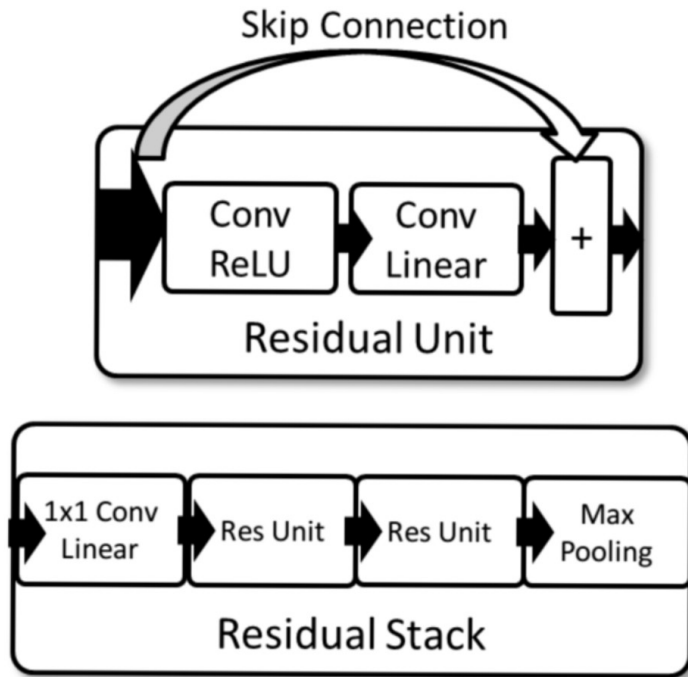 Skip Connection
Conv
ReLU
Conv
Linear
+
Residual Unit
1x1 Conv
Linear
Res Unit
Res Unit
Max
Pooling
Residual Stack